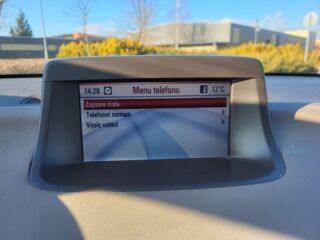 14:28 Menu telefonu 12°C
Zapsání čísla
Telefonní seznam
Výpis volání